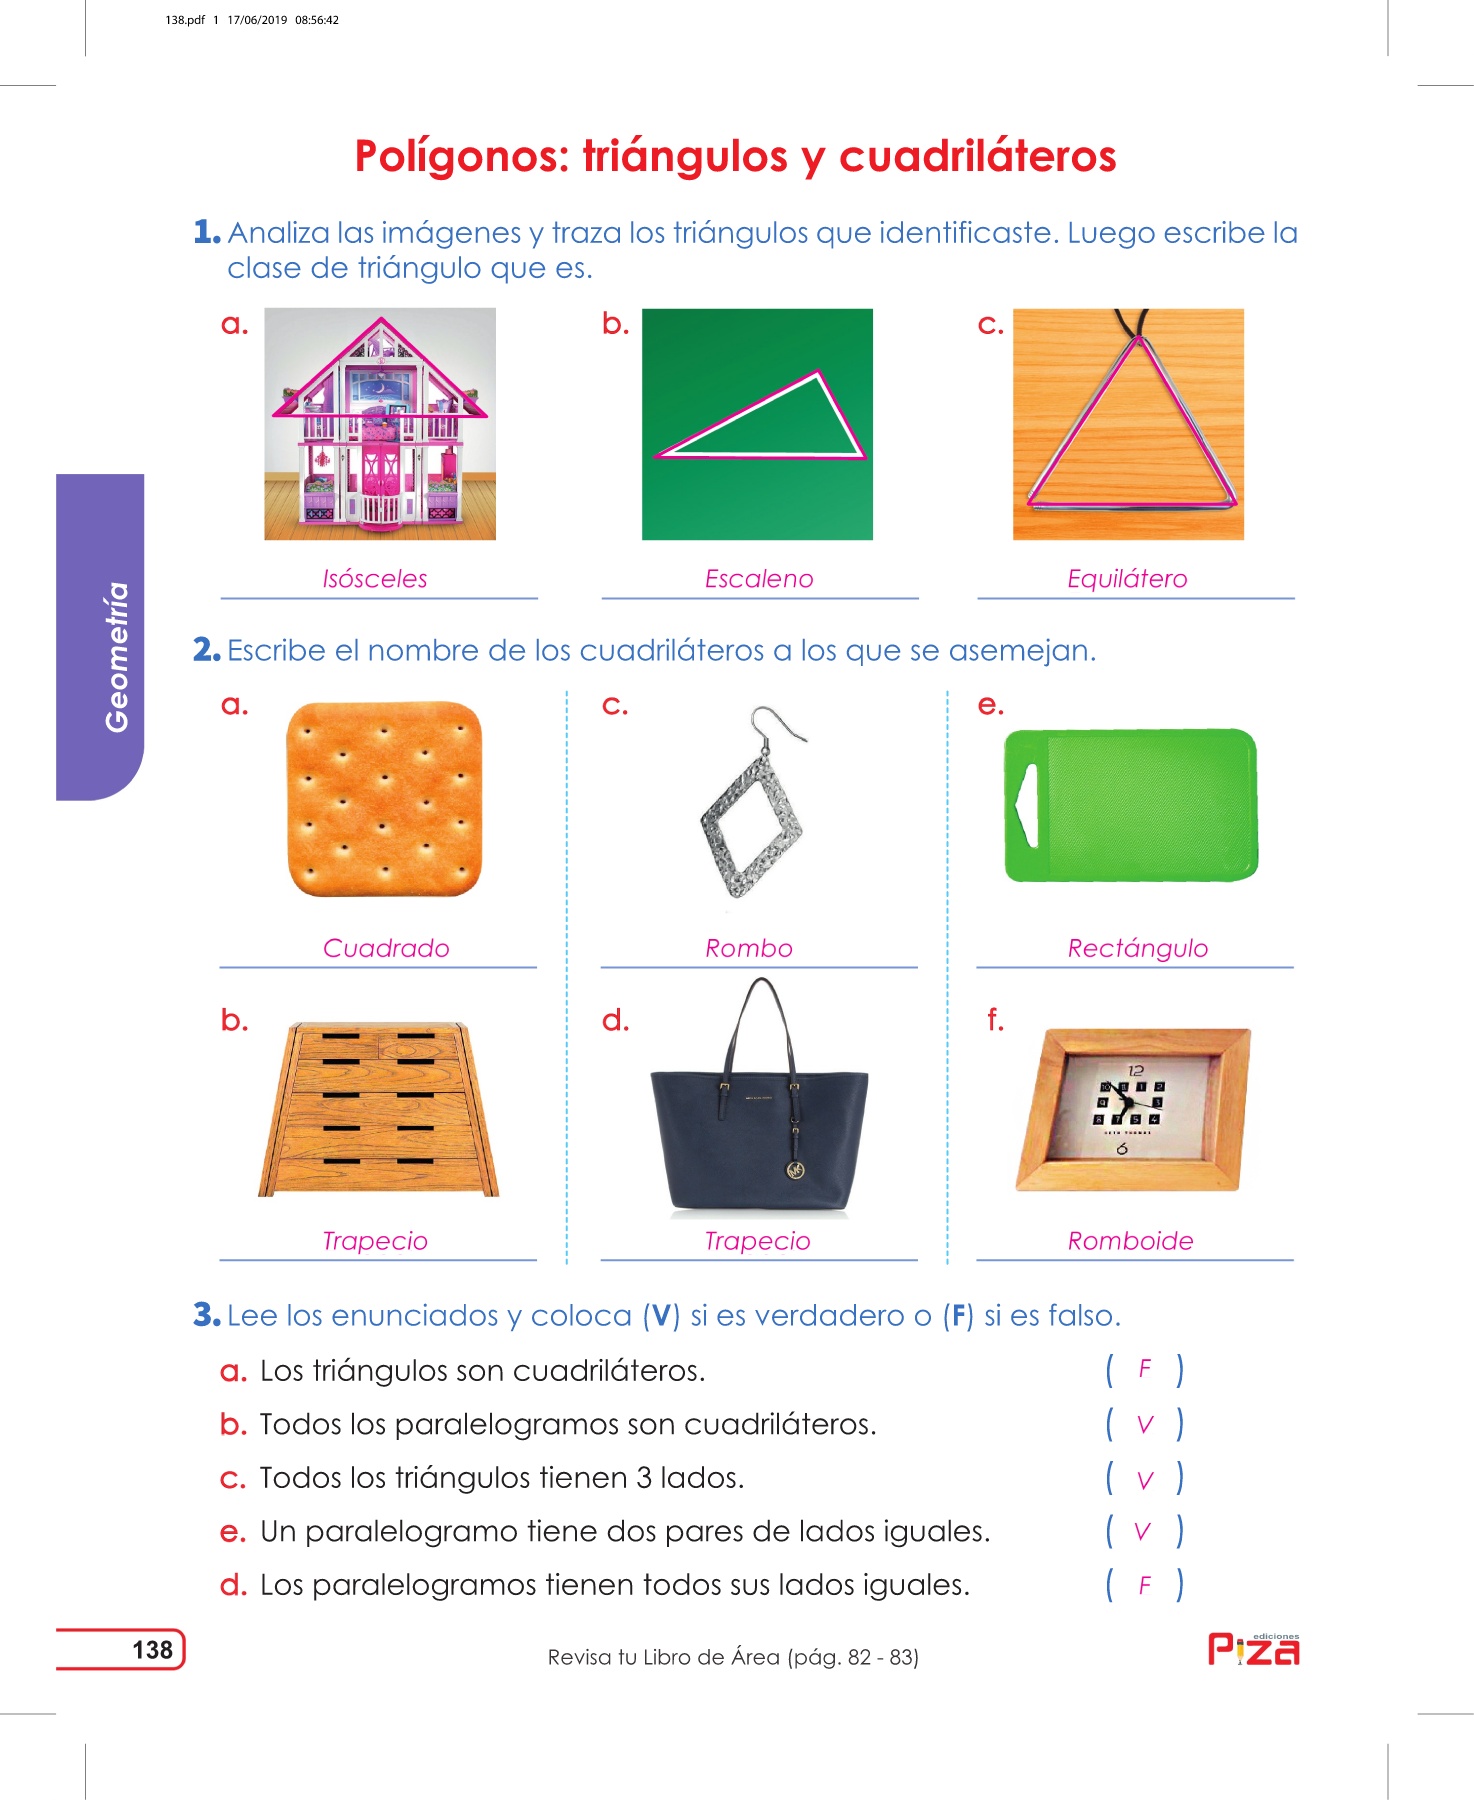 138.pdf 1 17/06/2019 08:56:42
Polígonos: triángulos y cuadriláteros
1. Analiza las imágenes y traza los triángulos que identificaste. Luego escribe la
clase de triángulo que es.
a.
b.
c.
Isósceles
Escaleno
Equilátero
Geometría
2. Escribe el nombre de los cuadriláteros a los que se asemejan.
a.
c.
e.
Cuadrado
Rombo
Rectángulo
b.
d.
f.
12
6
Trapecio
Trapecio
Romboide
3. Lee los enunciados y coloca (V) si es verdadero o (F) si es falso.
a. Los triángulos son cuadriláteros. ( F )
b. Todos los paralelogramos son cuadriláteros. ( V )
c. Todos los triángulos tienen 3 lados. ( V )
e. Un paralelogramo tiene dos pares de lados iguales. ( V )
d. Los paralelogramos tienen todos sus lados iguales. ( F )
138
Revisa tu Libro de Área (pág. 82 - 83)
ediciones
Piza